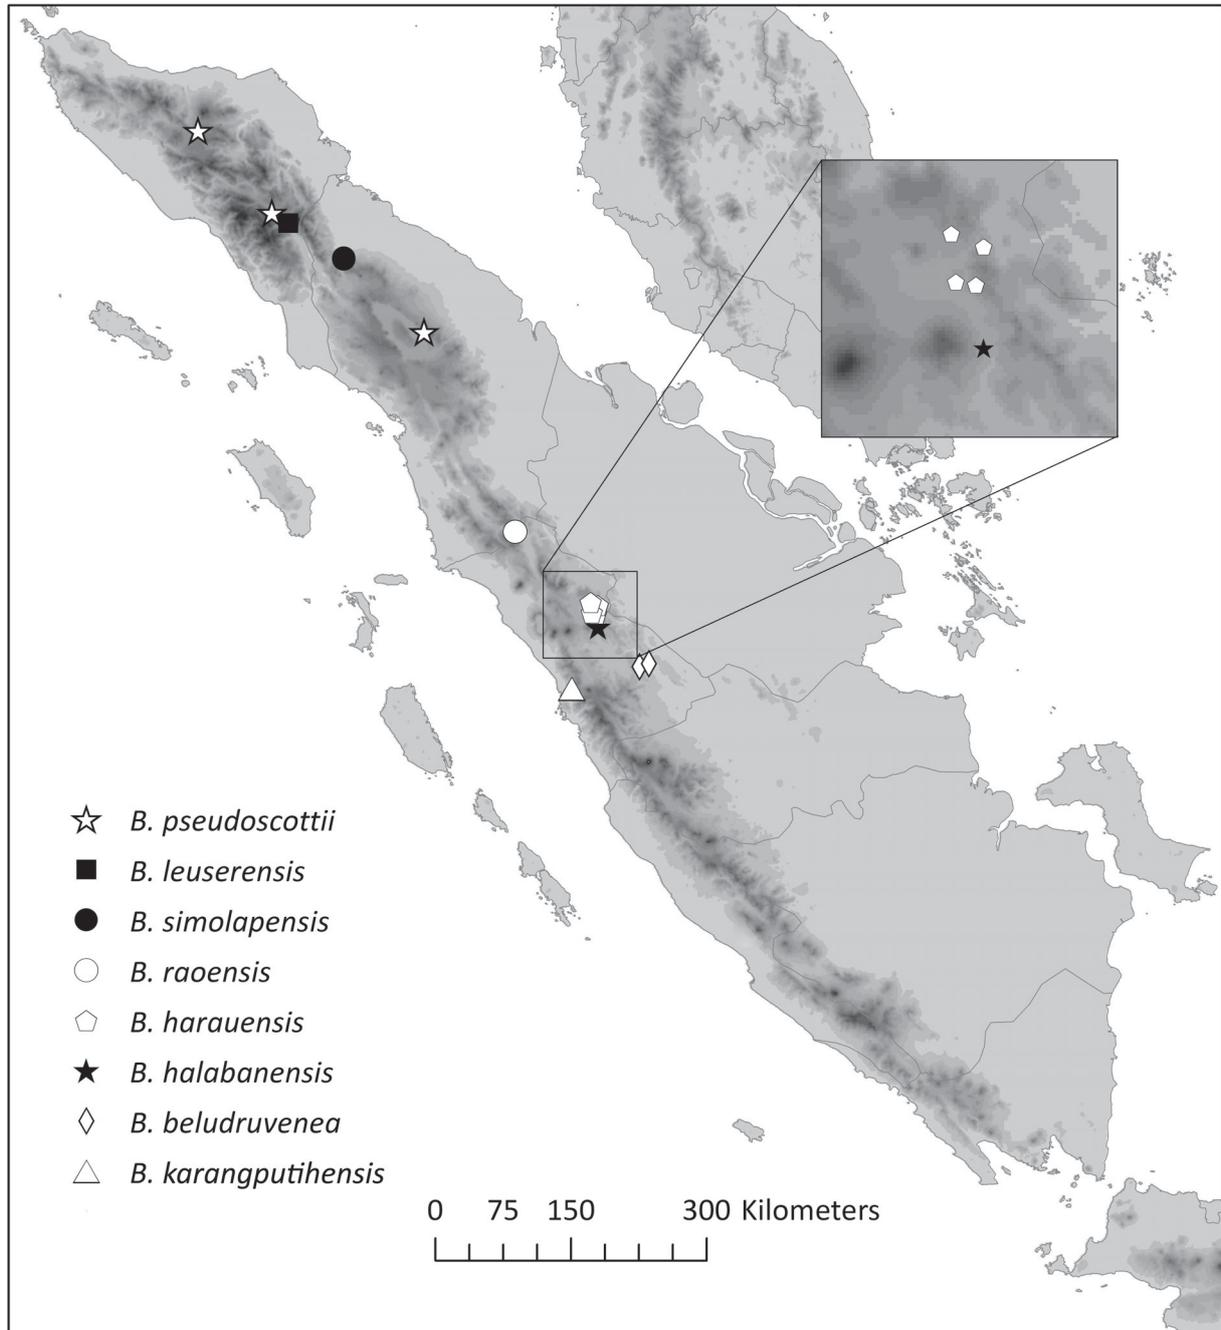 B. pseudoscottii
B. leuserensis
B. simolapensis
B. raoensis
B. harauensis
B. halabanensis
B. beludruvenea
B. karangputihensis
0 75 150 300 Kilometers